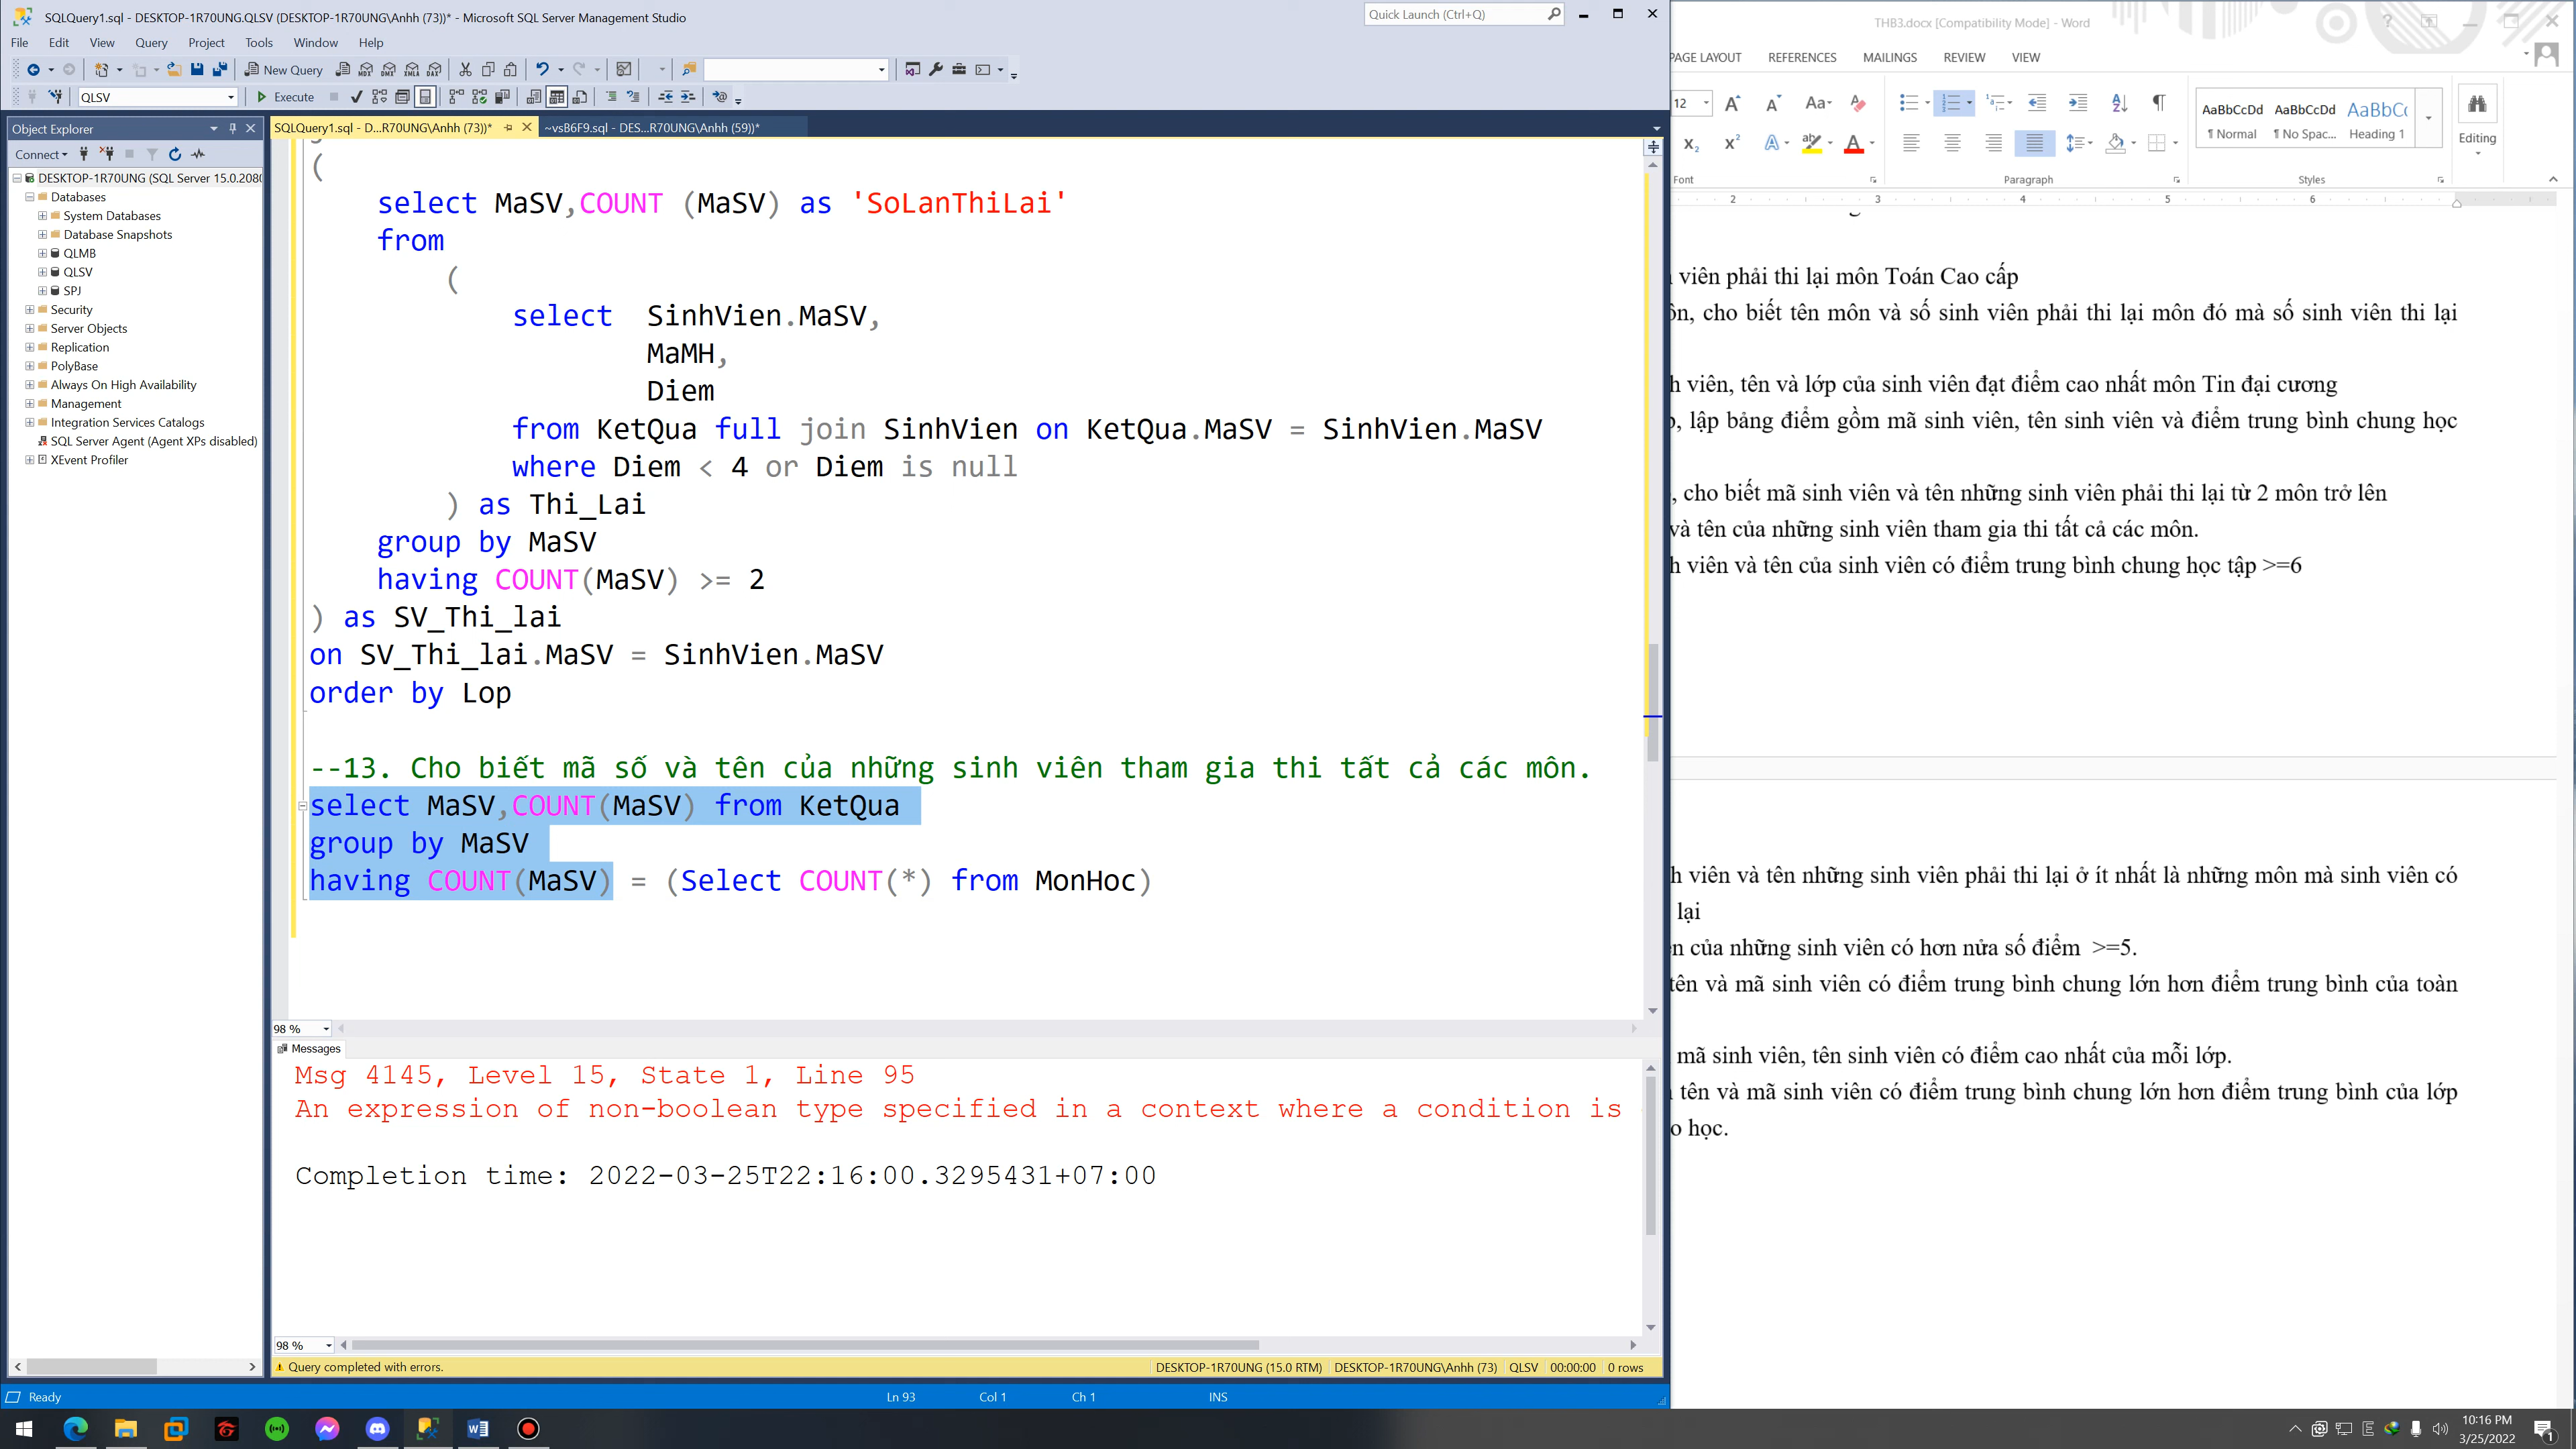 SQLQuery1.sql - DESKTOP-1R70UNG.QLSV (DESKTOP-1R70UNG\Anhh (73))* - Microsoft SQL Server Management Studio
Quick Launch (Ctrl+Q)
File Edit View Query Project Tools Window Help
New Query
QLSV
Execute
Object Explorer
Connect
DESKTOP-1R70UNG (SQL Server 15.0.2080
Databases
System Databases
Database Snapshots
QLMB
QLSV
SPJ
Security
Server Objects
Replication
PolyBase
Always On High Availability
Management
Integration Services Catalogs
SQL Server Agent (Agent XPs disabled)
XEvent Profiler
SQLQuery1.sql - D...R70UNG\Anhh (73))*
~vsB6F9.sql - DES...R70UNG\Anhh (59))*
(
select MaSV,COUNT (MaSV) as 'SoLanThiLai'
from
(
select SinhVien.MaSV,
MaMH,
Diem
from KetQua full join SinhVien on KetQua.MaSV = SinhVien.MaSV
where Diem < 4 or Diem is null
) as Thi_Lai
group by MaSV
having COUNT(MaSV) >= 2
) as SV_Thi_lai
on SV_Thi_lai.MaSV = SinhVien.MaSV
order by Lop
--13. Cho biết mã số và tên của những sinh viên tham gia thi tất cả các môn.
select MaSV,COUNT(MaSV) from KetQua
group by MaSV
having COUNT(MaSV) = (Select COUNT(*) from MonHoc)
98 %
Messages
Msg 4145, Level 15, State 1, Line 95
An expression of non-boolean type specified in a context where a condition is
Completion time: 2022-03-25T22:16:00.3295431+07:00
98 %
Query completed with errors.
DESKTOP-1R70UNG (15.0 RTM) DESKTOP-1R70UNG\Anhh (73) QLSV 00:00:00 0 rows
Ready
Ln 93 Col 1 Ch 1 INS
THB3.docx [Compatibility Mode] - Word
PAGE LAYOUT REFERENCES MAILINGS REVIEW VIEW
12
AaBbCcDd AaBbCcDd AaBbCc
¶ Normal ¶ No Spac... Heading 1
Editing
Font Paragraph Styles
2 3 4 5 6
viên phải thi lại môn Toán Cao cấp
ôn, cho biết tên môn và số sinh viên phải thi lại môn đó mà số sinh viên thi lại
h viên, tên và lớp của sinh viên đạt điểm cao nhất môn Tin đại cương
p, lập bảng điểm gồm mã sinh viên, tên sinh viên và điểm trung bình chung học
, cho biết mã sinh viên và tên những sinh viên phải thi lại từ 2 môn trở lên
và tên của những sinh viên tham gia thi tất cả các môn.
h viên và tên của sinh viên có điểm trung bình chung học tập >=6
h viên và tên những sinh viên phải thi lại ở ít nhất là những môn mà sinh viên có
lại
ên của những sinh viên có hơn nửa số điểm >=5.
tên và mã sinh viên có điểm trung bình chung lớn hơn điểm trung bình của toàn
mã sinh viên, tên sinh viên có điểm cao nhất của mỗi lớp.
tên và mã sinh viên có điểm trung bình chung lớn hơn điểm trung bình của lớp
o học.
10:16 PM
3/25/2022
1